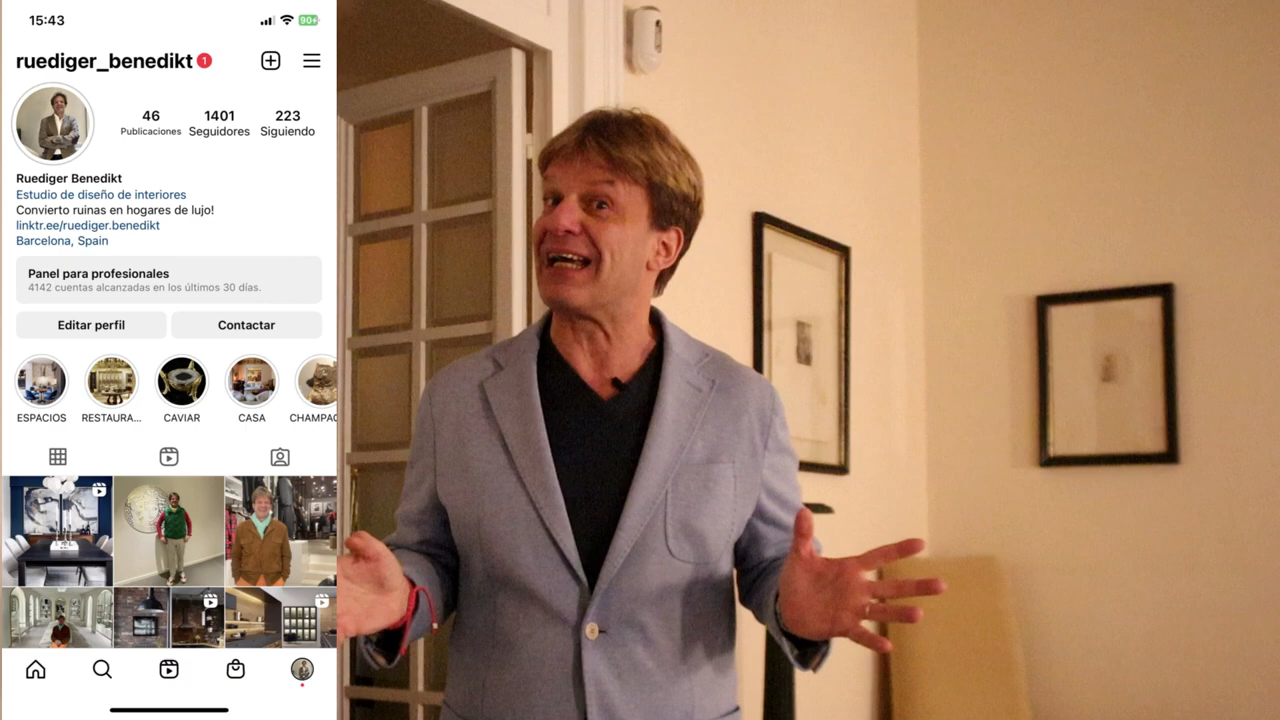 15:43
90+
ruediger_benedikt 1
46 1401 223
Publicaciones Seguidores Siguiendo
Ruediger Benedikt
Estudio de diseño de interiores
Convierto ruinas en hogares de lujo!
linktr.ee/ruediger.benedikt
Barcelona, Spain
Panel para profesionales
4142 cuentas alcanzadas en los últimos 30 días.
Editar perfil Contactar
ESPACIOS RESTAURA... CAVIAR CASA CHAMPAG